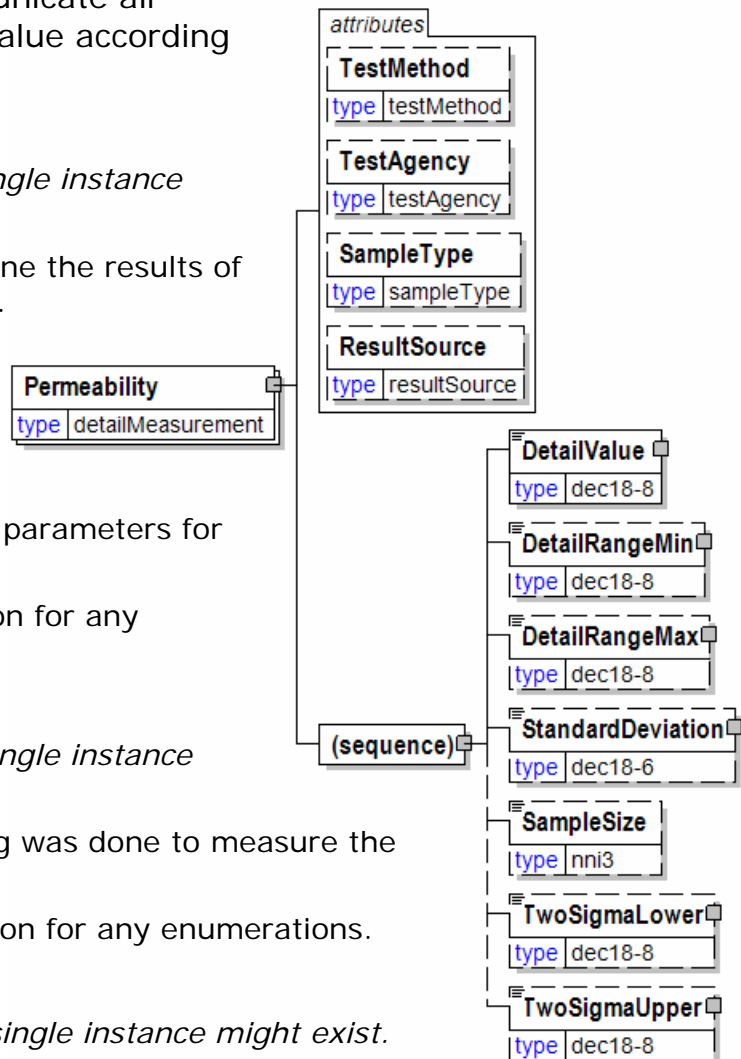 unicate all
alue according
ngle instance
ne the results of
.
parameters for
on for any
ngle instance
g was done to measure the
on for any enumerations.
single instance might exist.
attributes
TestMethod
type testMethod
TestAgency
type testAgency
SampleType
type sampleType
ResultSource
type resultSource
Permeability
type detailMeasurement
(sequence)
DetailValue
type dec18-8
DetailRangeMin
type dec18-8
DetailRangeMax
type dec18-8
StandardDeviation
type dec18-6
SampleSize
type nni3
TwoSigmaLower
type dec18-8
TwoSigmaUpper
type dec18-8